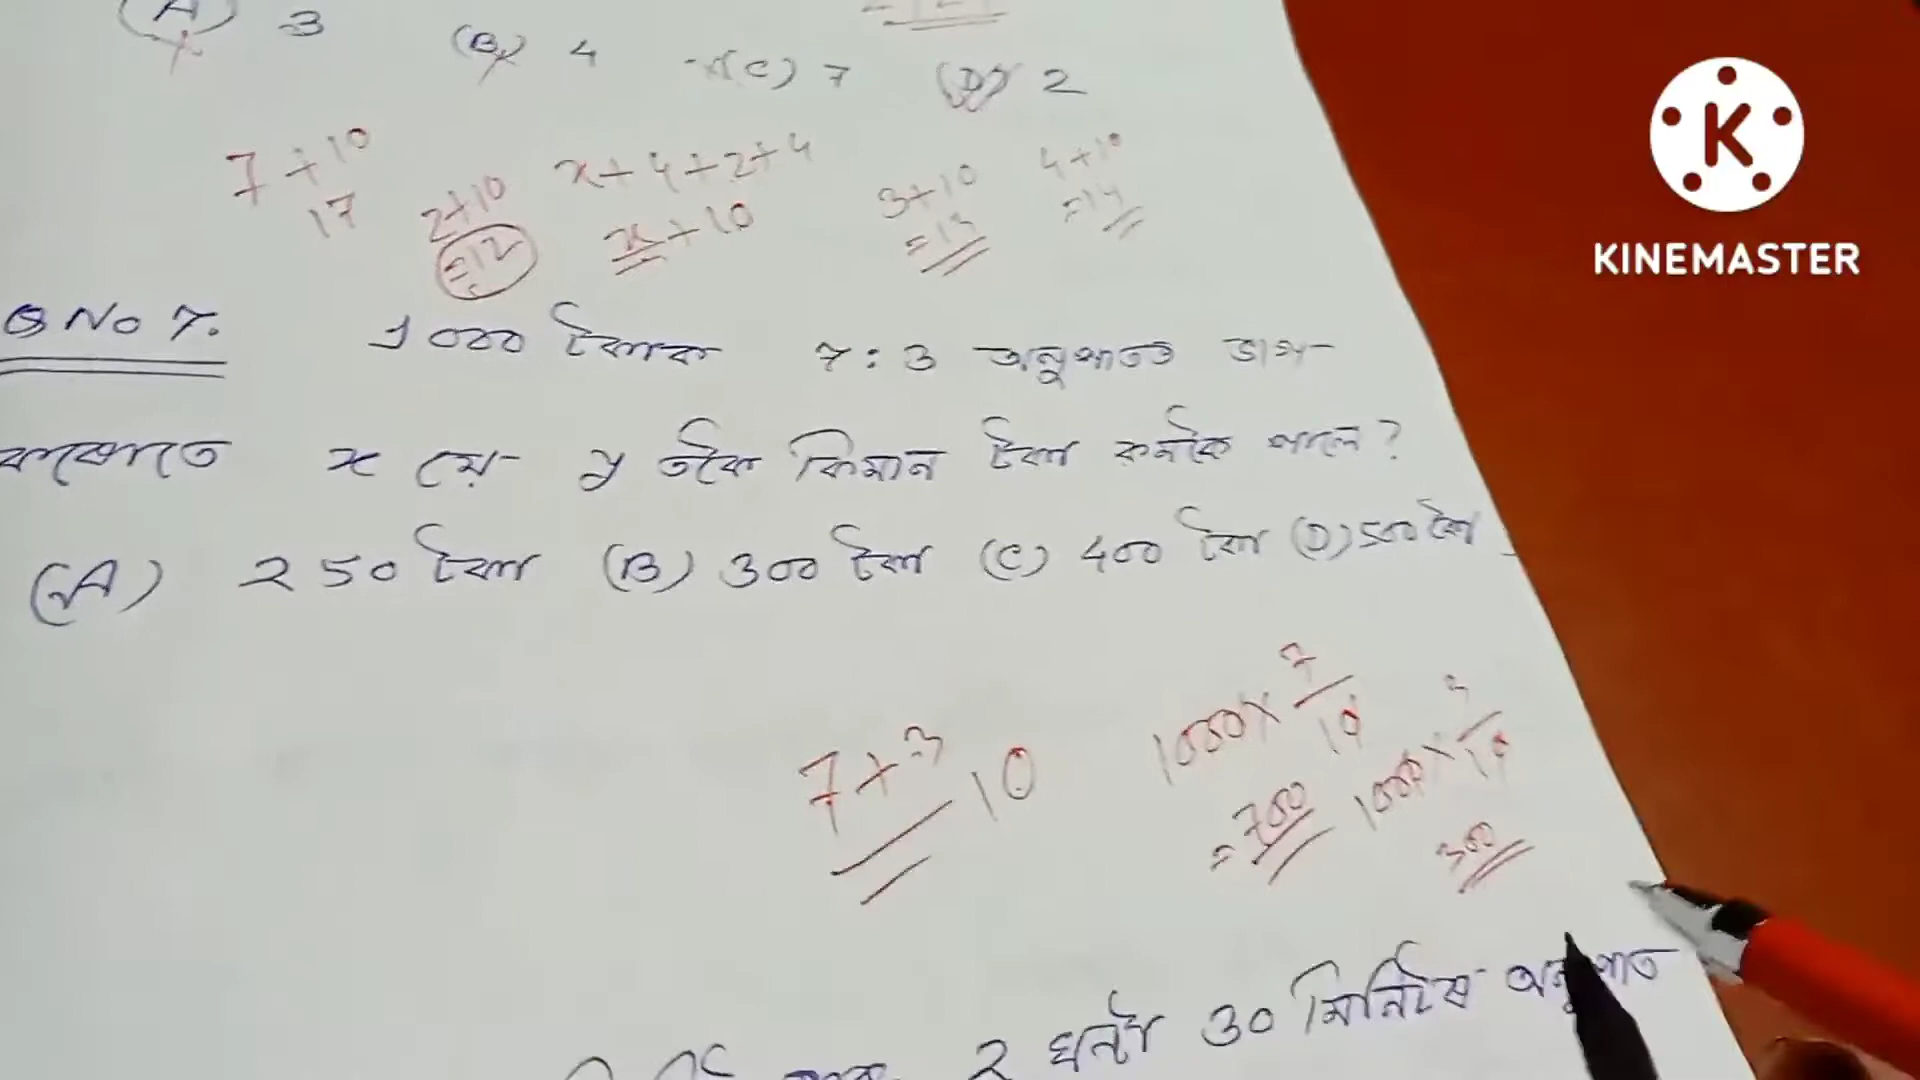 (A) 3 (B) 4 (C) 7 (D) 2
7+10 x+4+2+4 3+10 4+10
17 2+10 x+10 =13 =14
=12
Q No 7. 1000 টকাক 7:3 অনুপাতত ভাগ
কৰোতে x য়ে y তকৈ কিমান টকা কমকৈ পালে?
(A) 250 টকা (B) 300 টকা (C) 400 টকা (D) 500 টকা
7+3 10 1000 x 7/10 1000 x 3/10
=700 300
2 ঘন্টা 30 মিনিটৰ অনুপাত
KINEMASTER